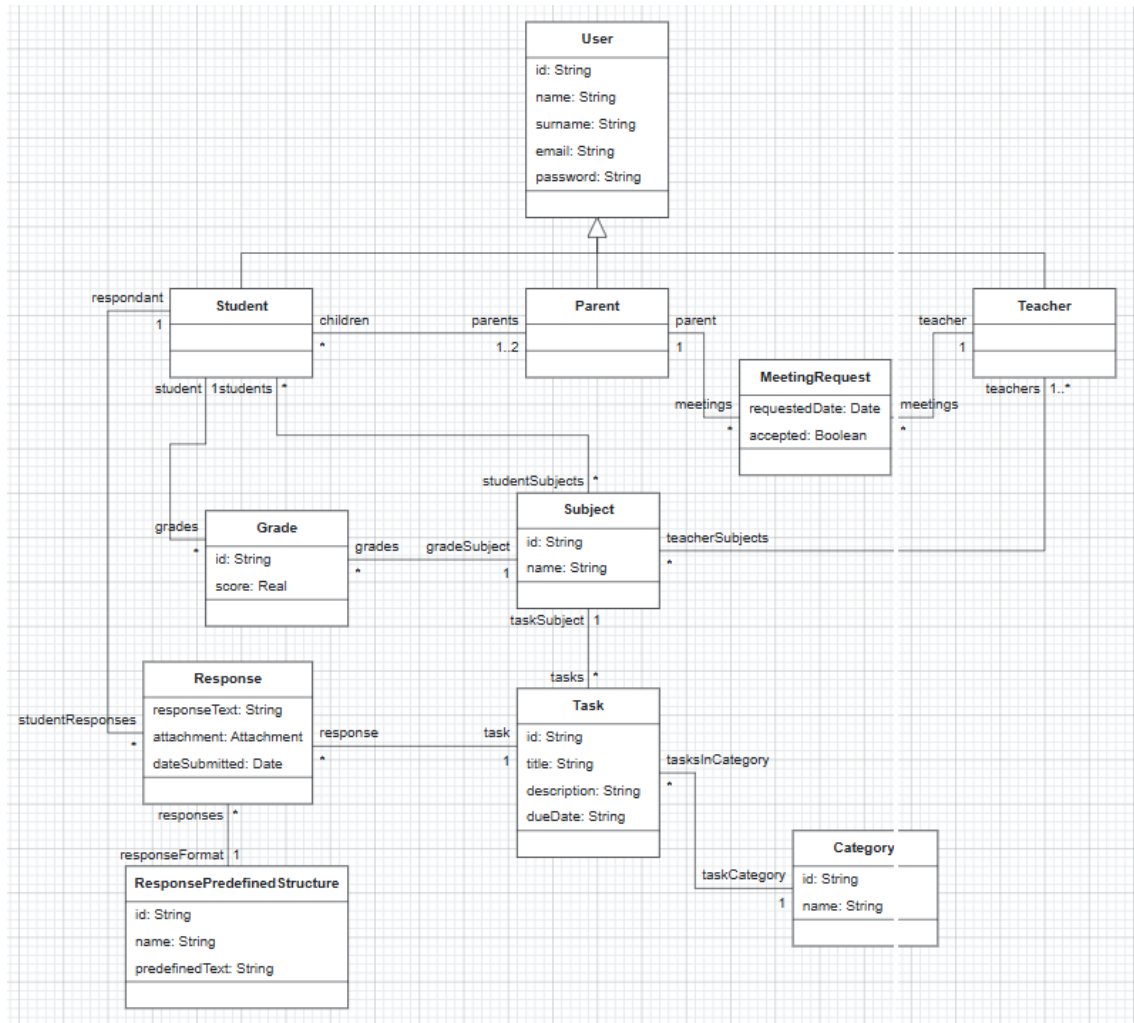 User
id: String
name: String
surname: String
email: String
password: String
respondant
1
Student
children
*
parents
1..2
Parent
parent
1
teacher
1
Teacher
student
1
students
*
meetings
*
MeetingRequest
requestedDate: Date
accepted: Boolean
meetings
*
teachers
1..*
studentSubjects
*
grades
*
Grade
id: String
score: Real
grades
*
gradeSubject
1
Subject
id: String
name: String
teacherSubjects
*
taskSubject
1
tasks
*
studentResponses
*
Response
responseText: String
attachment: Attachment
dateSubmitted: Date
response
*
task
1
Task
id: String
title: String
description: String
dueDate: String
tasksInCategory
*
responses
*
responseFormat
1
ResponsePredefinedStructure
id: String
name: String
predefinedText: String
taskCategory
1
Category
id: String
name: String